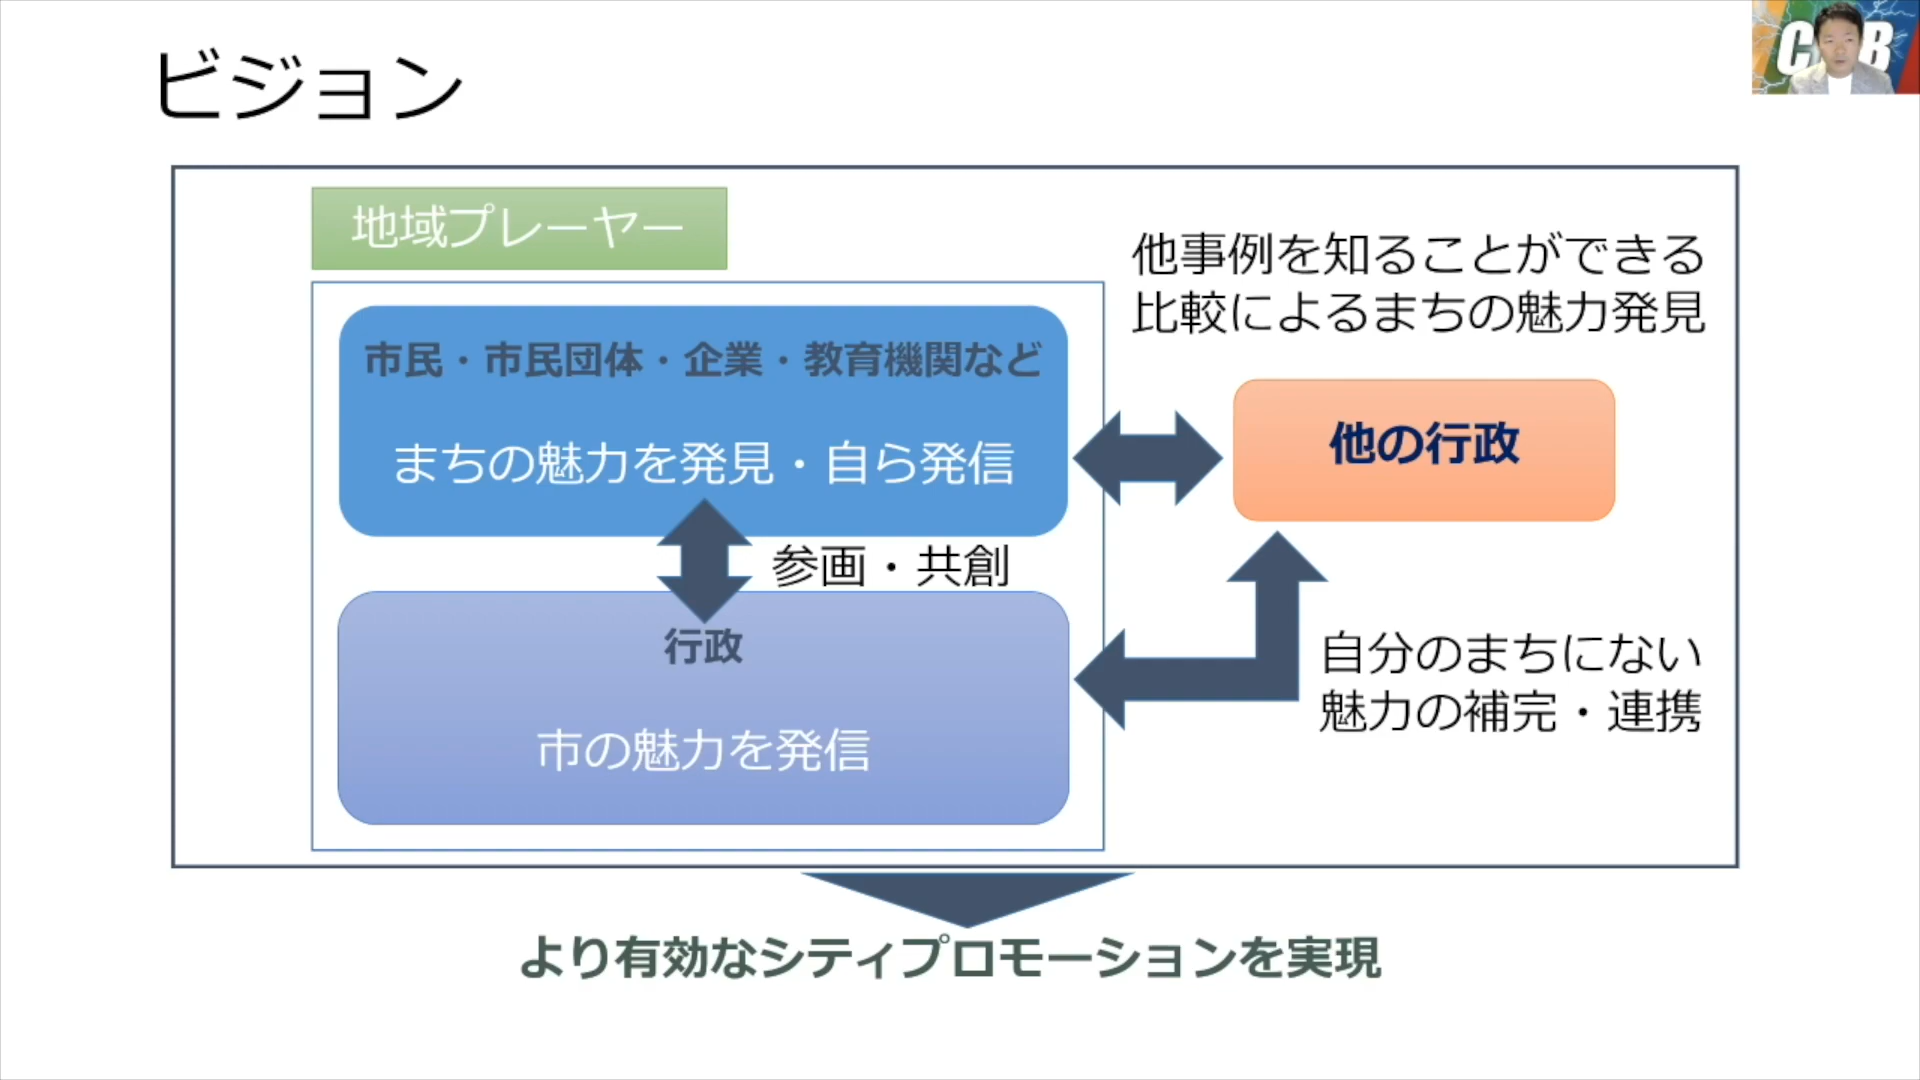 ビジョン
地域プレーヤー
他事例を知ることができる
比較によるまちの魅力発見
市民・市民団体・企業・教育機関など
まちの魅力を発見・自ら発信
他の行政
参画・共創
行政
市の魅力を発信
自分のまちにない
魅力の補完・連携
より有効なシティプロモーションを実現